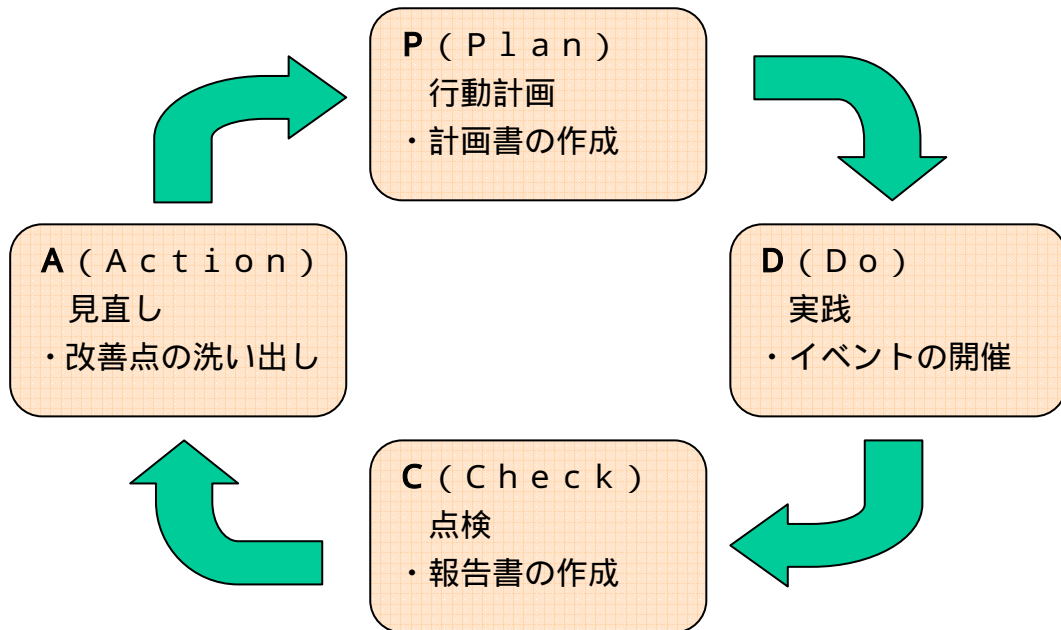 P(Plan)
行動計画
・計画書の作成
D(Do)
実践
・イベントの開催
C(Check)
点検
・報告書の作成
A(Action)
見直し
・改善点の洗い出し